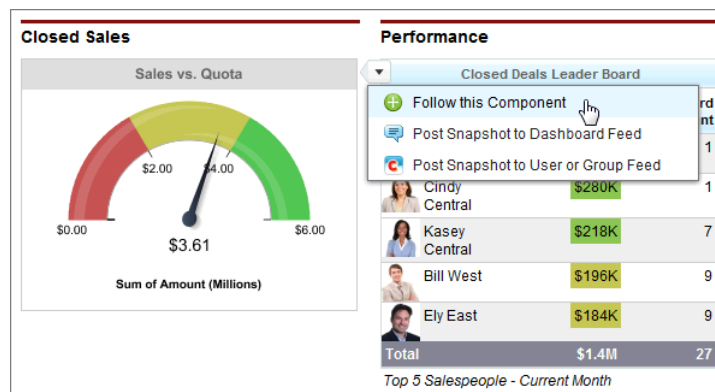 Closed Sales
Sales vs. Quota
$2.00
$4.00
$0.00
$6.00
$3.61
Sum of Amount (Millions)
Performance
Closed Deals Leader Board
Follow this Component
Post Snapshot to Dashboard Feed
Post Snapshot to User or Group Feed
1
Cindy Central $280K 1
Kasey Central $218K 7
Bill West $196K 9
Ely East $184K 9
Total $1.4M 27
Top 5 Salespeople - Current Month